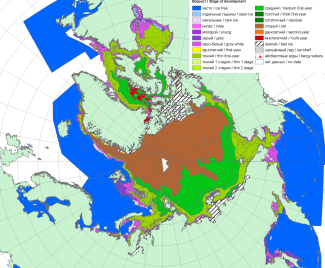 Возраст / Stage of development
чисто / ice free
отдельные льдины / open water
начальные / new ice
нилас / nilas
молодой / young
серый / grey
серо-белый / grey-white
однолетний / first-year
тонкий / thin first-year
тонкий 1 стадии / thin 1 stage
тонкий 2 стадии / thin 2 stage
средний / medium first-year
толстый / thick first-year
остаточный / residual
старый / old
двухлетний / second-year
многолетний / multi-year
припай / fast ice
шельфовый лед / ice shelf
айсберговые воды / bergy waters
нет данных / no data